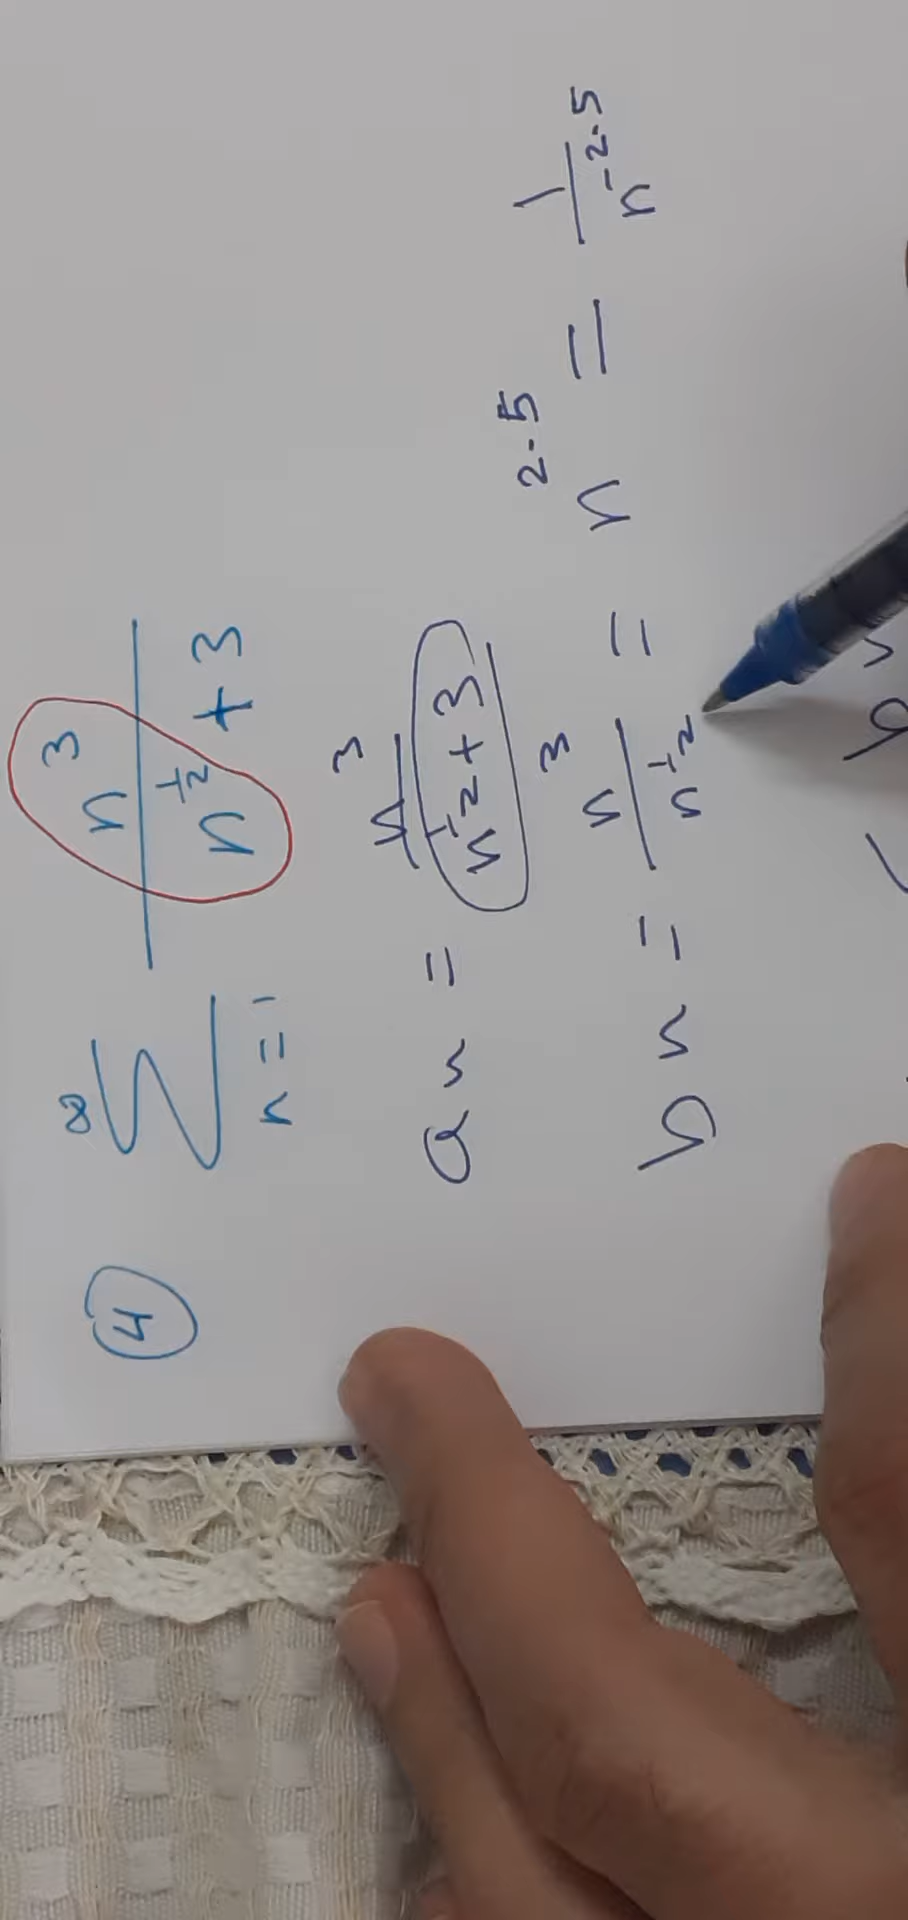 ④ ∞∑n=1 n^3 / (n^(1/2) + 3)
an = n^3 / (n^(1/2) + 3)
bn = n^3 / n^(1/2) = n^2.5 = 1 / n^-2.5